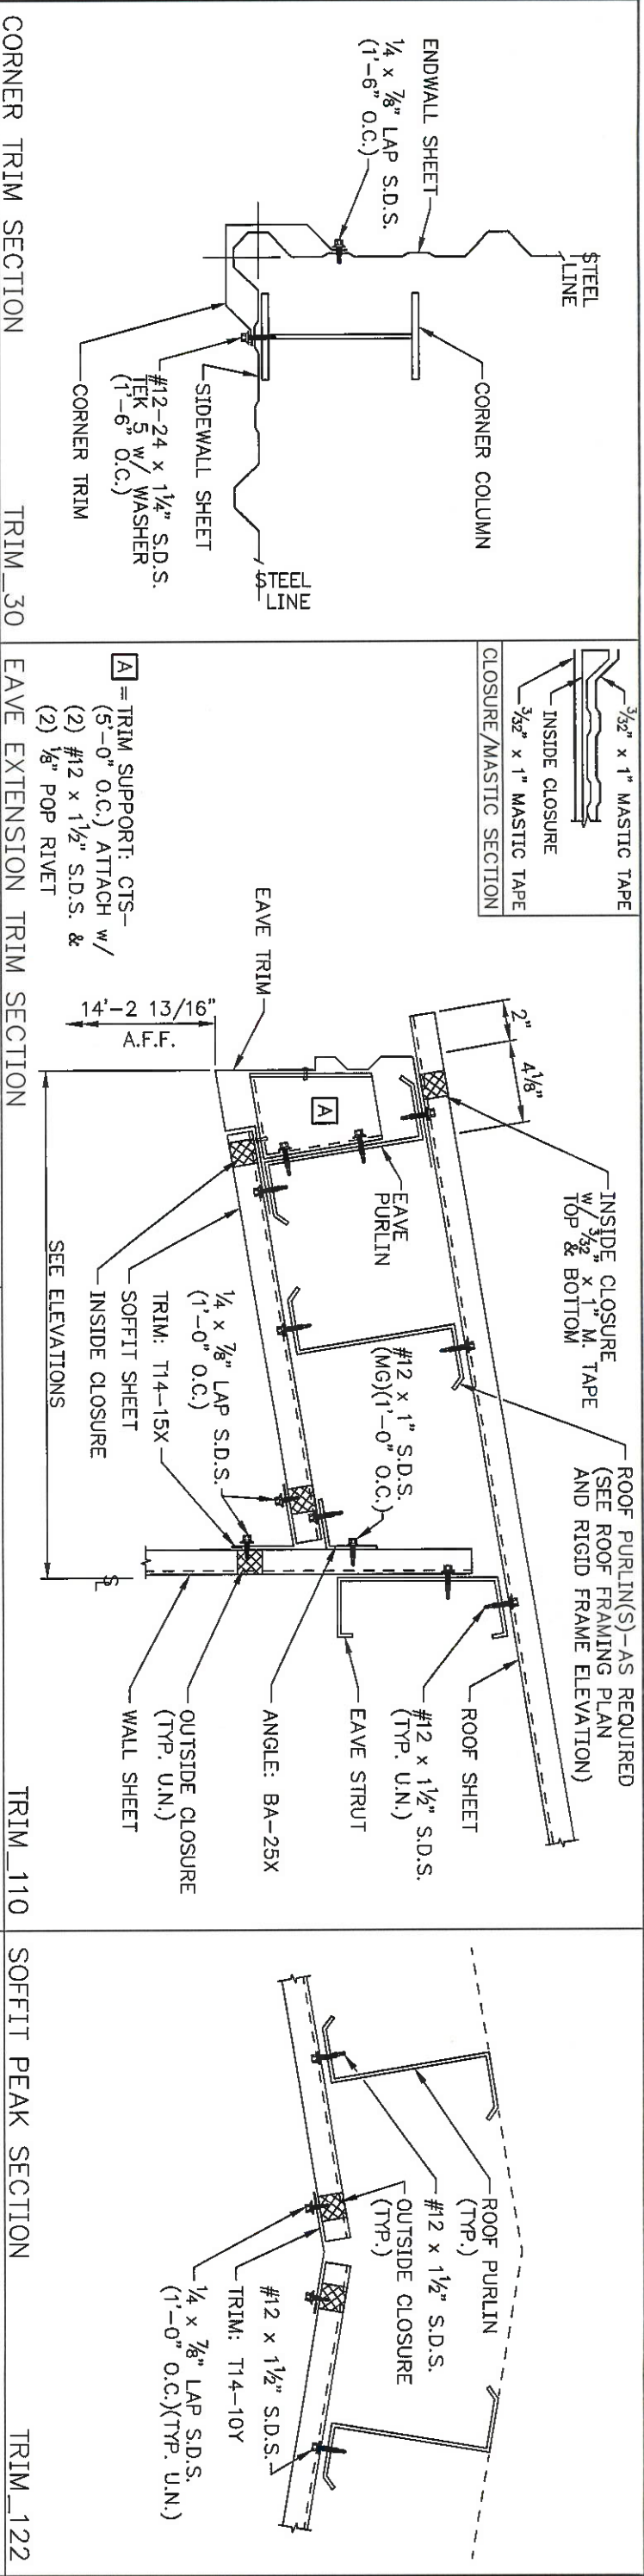 ENDWALL SHEET
1/4 x 7/8" LAP S.D.S.
(1'-6" O.C.)
STEEL
LINE
CORNER COLUMN
SIDEWALL SHEET
#12-24 x 1 1/4" S.D.S.
TEK 5 w/ WASHER
(1'-6" O.C.)
CORNER TRIM
STEEL
LINE
CORNER TRIM SECTION
TRIM_30
3/32" x 1" MASTIC TAPE
INSIDE CLOSURE
3/32" x 1" MASTIC TAPE
CLOSURE/MASTIC SECTION
2"
4 1/8"
INSIDE CLOSURE
w/ 3/32" x 1" M. TAPE
TOP & BOTTOM
ROOF PURLIN(S)-AS REQUIRED
(SEE ROOF FRAMING PLAN
AND RIGID FRAME ELEVATION)
EAVE TRIM
14'-2 13/16"
A.F.F.
A
EAVE
PURLIN
#12 x 1" S.D.S.
(MG)(1'-0" O.C.)
1/4 x 7/8" LAP S.D.S.
(1'-0" O.C.)
TRIM: T14-15X
SOFFIT SHEET
INSIDE CLOSURE
SEE ELEVATIONS
SL
ROOF SHEET
#12 x 1 1/2" S.D.S.
(TYP. U.N.)
EAVE STRUT
ANGLE: BA-25X
OUTSIDE CLOSURE
(TYP. U.N.)
WALL SHEET
A = TRIM SUPPORT: CTS-
(5'-0" O.C.) ATTACH w/
(2) #12 x 1 1/2" S.D.S. &
(2) 1/8" POP RIVET
EAVE EXTENSION TRIM SECTION
TRIM_110
ROOF PURLIN
(TYP.)
#12 x 1 1/2" S.D.S.
OUTSIDE CLOSURE
(TYP.)
#12 x 1 1/2" S.D.S.
TRIM: T14-10Y
1/4 x 7/8" LAP S.D.S.
(1'-0" O.C.)(TYP. U.N.)
SOFFIT PEAK SECTION
TRIM_122